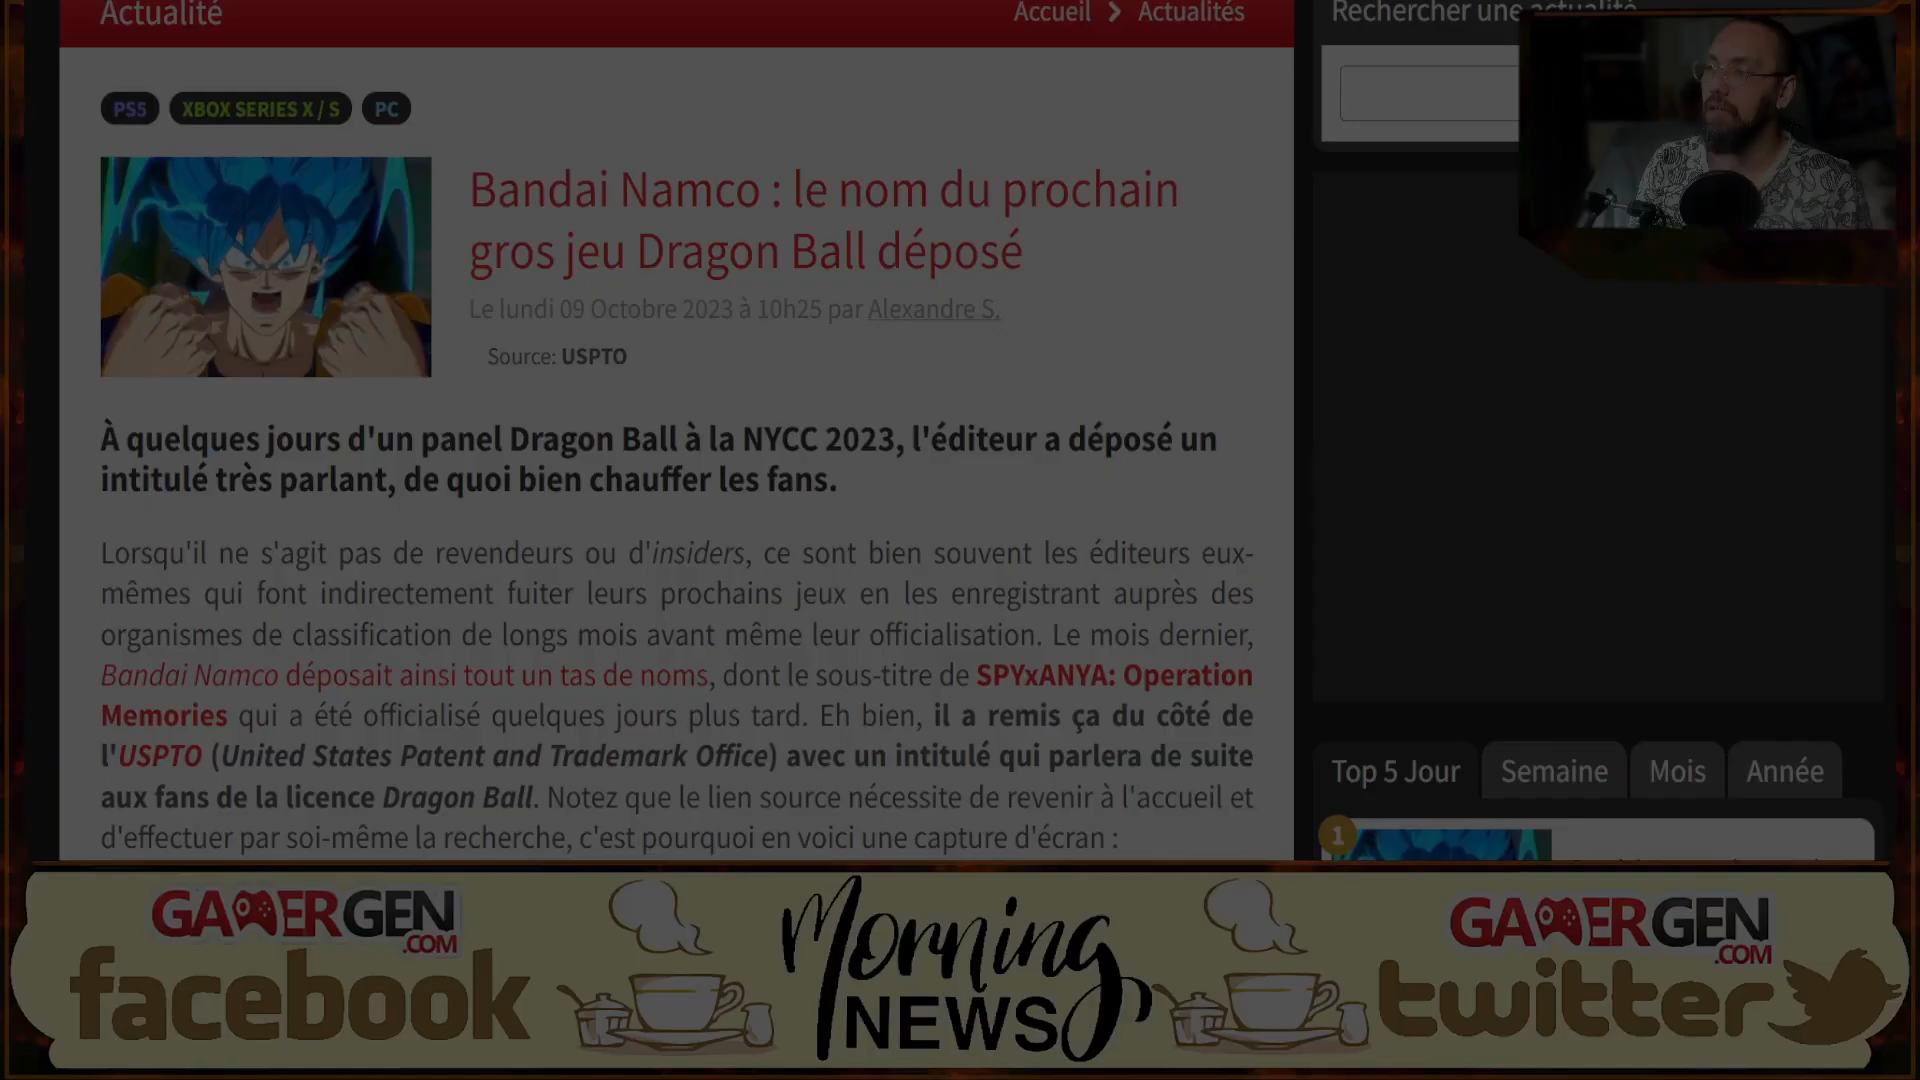 Actualité
Accueil > Actualités
Rechercher une actualité
PS5 XBOX SERIES X / S PC
Bandai Namco : le nom du prochain
gros jeu Dragon Ball déposé
Le lundi 09 Octobre 2023 à 10h25 par Alexandre S.
Source: USPTO
À quelques jours d'un panel Dragon Ball à la NYCC 2023, l'éditeur a déposé un
intitulé très parlant, de quoi bien chauffer les fans.
Lorsqu'il ne s'agit pas de revendeurs ou d'insiders, ce sont bien souvent les éditeurs eux-
mêmes qui font indirectement fuiter leurs prochains jeux en les enregistrant auprès des
organismes de classification de longs mois avant même leur officialisation. Le mois dernier,
Bandai Namco déposait ainsi tout un tas de noms, dont le sous-titre de SPYxANYA: Operation
Memories qui a été officialisé quelques jours plus tard. Eh bien, il a remis ça du côté de
l'USPTO (United States Patent and Trademark Office) avec un intitulé qui parlera de suite
aux fans de la licence Dragon Ball. Notez que le lien source nécessite de revenir à l'accueil et
d'effectuer par soi-même la recherche, c'est pourquoi en voici une capture d'écran :
Top 5 Jour Semaine Mois Année
1
GAMERGEN
.COM
facebook
Morning
NEWS
GAMERGEN
.COM
twitter